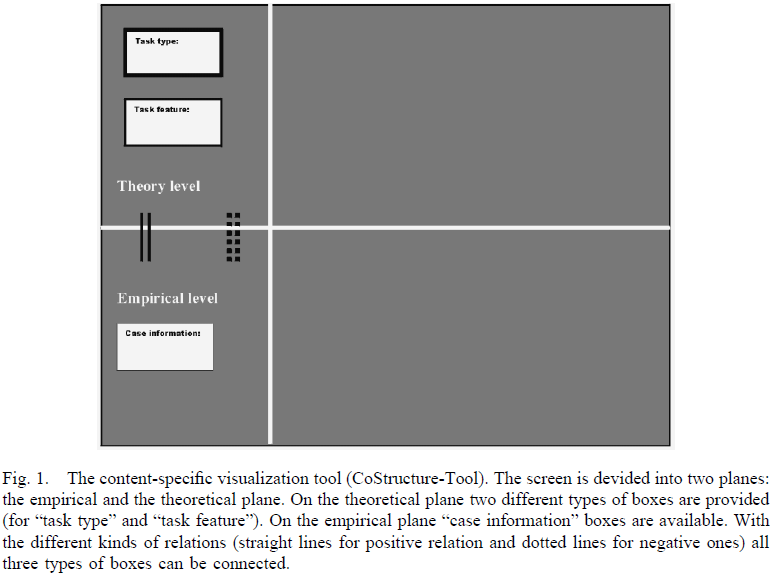 Task type:
Task feature:
Theory level
Empirical level
Case information:
Fig. 1. The content-specific visualization tool (CoStructure-Tool). The screen is devided into two planes:
the empirical and the theoretical plane. On the theoretical plane two different types of boxes are provided
(for “task type” and “task feature”). On the empirical plane “case information” boxes are available. With
the different kinds of relations (straight lines for positive relation and dotted lines for negative ones) all
three types of boxes can be connected.